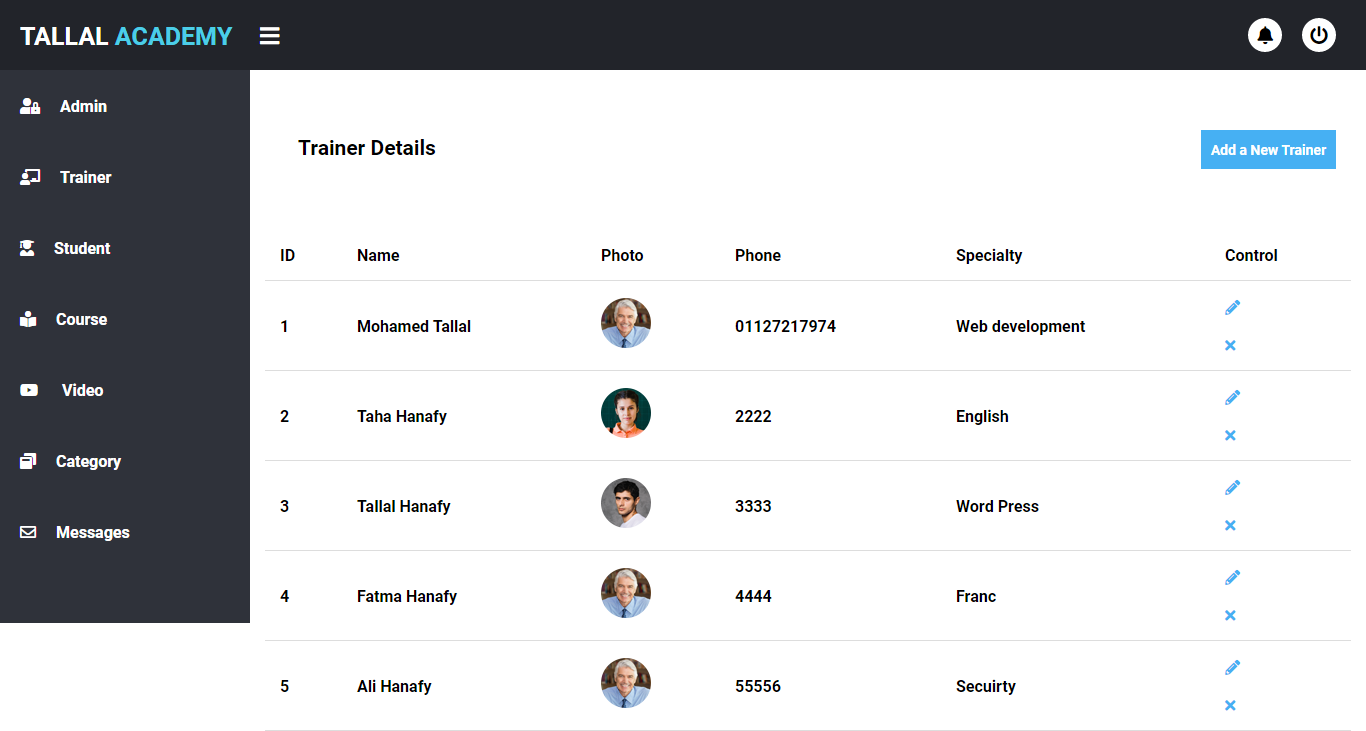 TALLAL ACADEMY
Admin
Trainer
Student
Course
Video
Category
Messages
Trainer Details
Add a New Trainer
ID Name Photo Phone Specialty Control
1 Mohamed Tallal 01127217974 Web development
2 Taha Hanafy 2222 English
3 Tallal Hanafy 3333 Word Press
4 Fatma Hanafy 4444 Franc
5 Ali Hanafy 55556 Secuirty